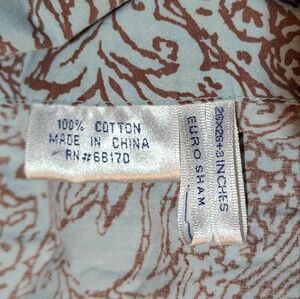 100% COTTON
MADE IN CHINA
RN#66170
EURO SHAM
26X26+3 INCHES